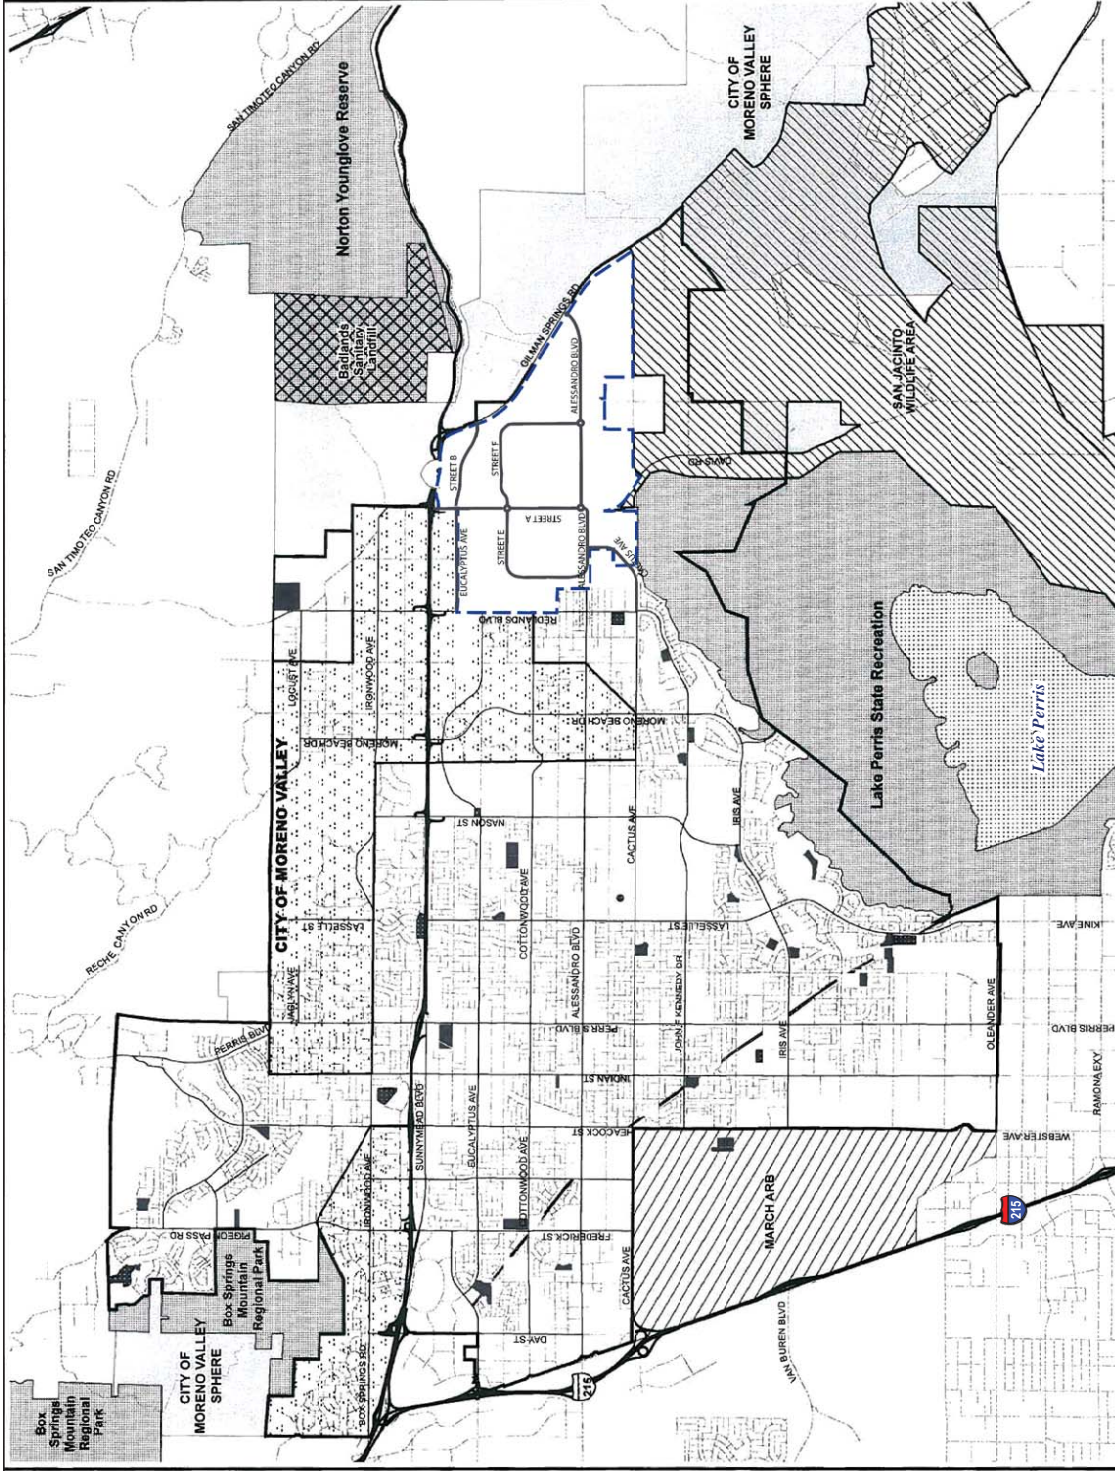 Box
Springs
Mountain
Regional
Park
CITY OF
MORENO VALLEY
SPHERE
Box Springs
Mountain
Regional Park
PIGEON PASS RD
PERRIS BLVD
RECHE CANYON RD
SAN TIMOTEO CANYON RD
SAN TIMOTEO CANYON RD
Norton Younglove Reserve
Badlands
Sanitary
Landfill
CITY OF MORENO VALLEY
LOCUST AVE
JACLYN AVE
LASSELLE ST
MORENO BEACH DR
IRONWOOD AVE
IRONWOOD AVE
BOX SPRINGS RD
SUNNYMEAD BLVD
EUCALYPTUS AVE
EUCALYPTUS AVE
STREET B
STREET F
STREET E
STREET A
GILMAN SPRINGS RD
ALESSANDRO BLVD
ALESSANDRO BLVD
ALESSANDRO BLVD
REDLANDS BLVD
CACTUS AVE
CACTUS AVE
CACTUS AVE
NASON ST
COTTONWOOD AVE
COTTONWOOD AVE
MORENO BEACH DR
DAY ST
FREDERICK ST
HEACOCK ST
INDIAN ST
PERRIS BLVD
LASSELLE ST
JOHN F KENNEDY DR
IRIS AVE
IRIS AVE
DAVIS RD
CITY OF
MORENO VALLEY
SPHERE
SAN JACINTO
WILDLIFE AREA
Lake Perris State Recreation
Lake Perris
MARCH ARB
215
215
VAN BUREN BLVD
OLEANDER AVE
WEBSTER AVE
PERRIS BLVD
KINE AVE
RAMONA EXY